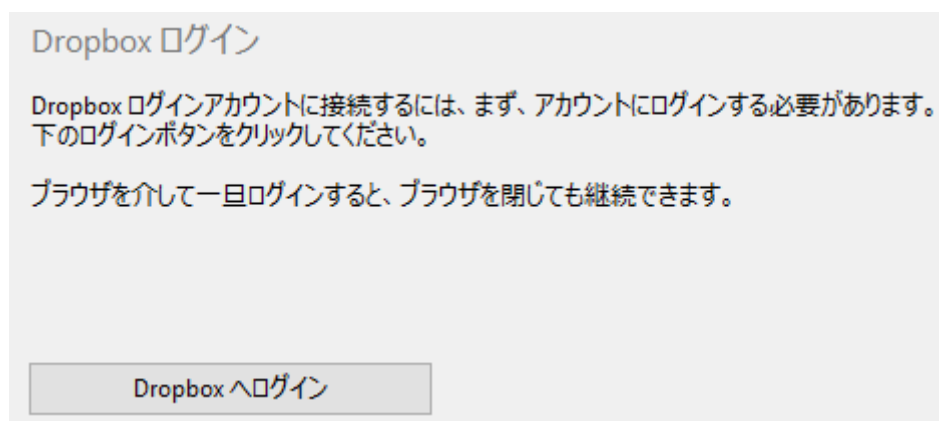 Dropbox ログイン
Dropbox ログインアカウントに接続するには、まず、アカウントにログインする必要があります。
下のログインボタンをクリックしてください。
ブラウザを介して一旦ログインすると、ブラウザを閉じても継続できます。
Dropbox へログイン